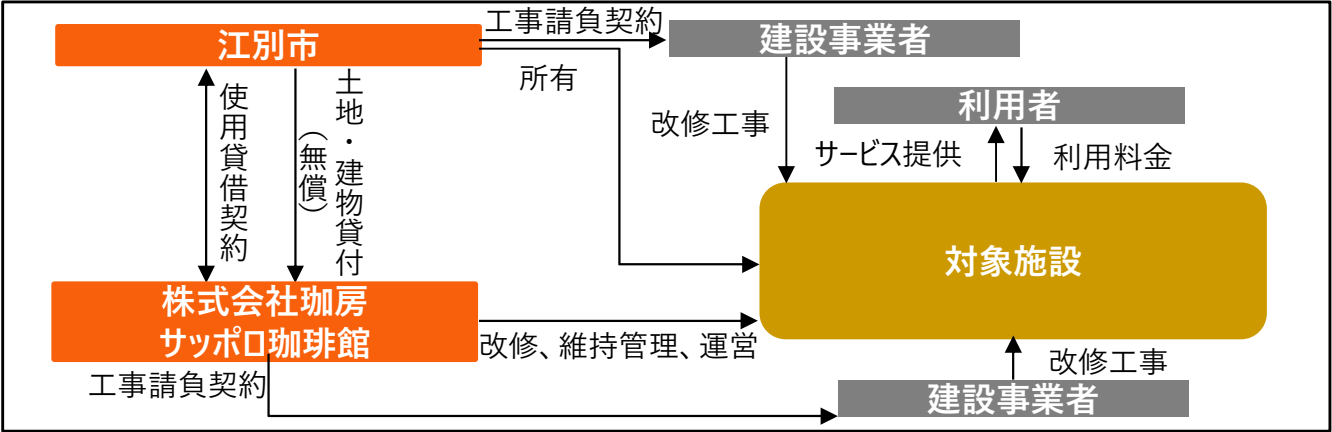 江別市
工事請負契約
建設事業者
所有
改修工事
利用者
サービス提供
利用料金
使用貸借契約
土地・建物貸付
（無償）
対象施設
株式会社珈房
サッポロ珈琲館
改修、維持管理、運営
工事請負契約
改修工事
建設事業者